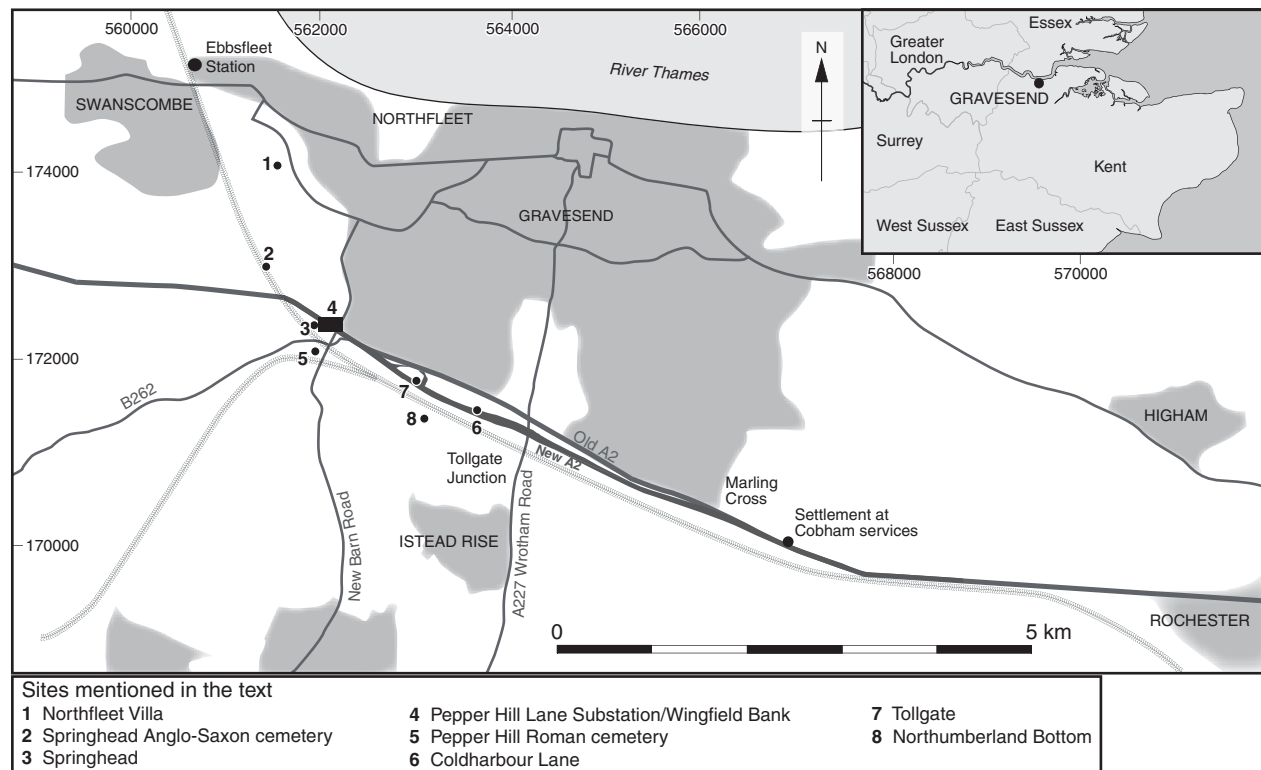 560000
562000
564000
566000
Ebbsfleet
Station
SWANSCOMBE
NORTHFLEET
River Thames
N
Essex
Greater
London
GRAVESEND
Surrey
Kent
West Sussex
East Sussex
174000
1
GRAVESEND
2
568000
570000
4
3
172000
5
B262
7
8
6
HIGHAM
Old A2
New A2
Tollgate
Junction
Marling
Cross
Settlement at
Cobham services
170000
ISTEAD RISE
New Barn Road
A227 Wrotham Road
ROCHESTER
0
5 km
Sites mentioned in the text
1 Northfleet Villa
2 Springhead Anglo-Saxon cemetery
3 Springhead
4 Pepper Hill Lane Substation/Wingfield Bank
5 Pepper Hill Roman cemetery
6 Coldharbour Lane
7 Tollgate
8 Northumberland Bottom